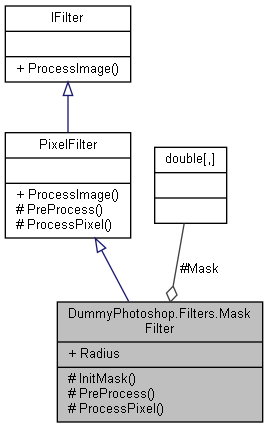 IFilter
+ ProcessImage()
PixelFilter
+ ProcessImage()
# PreProcess()
# ProcessPixel()
double[,]
#Mask
DummyPhotoshop.Filters.Mask
Filter
+ Radius
# InitMask()
# PreProcess()
# ProcessPixel()